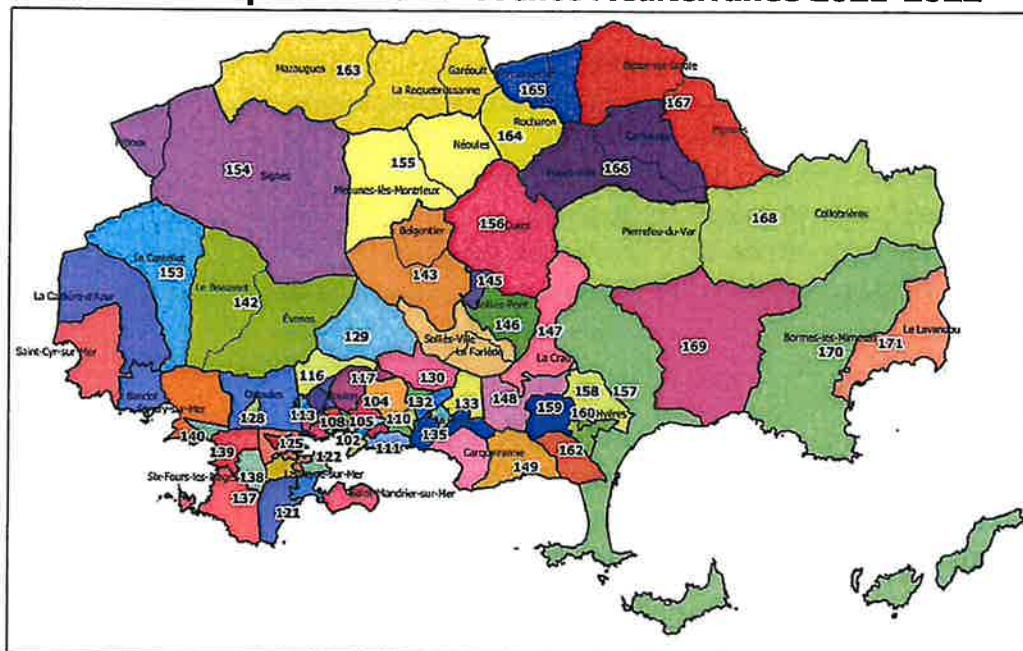 Mazaugues
163
Garéoult
La Roquebrussanne
165
Rocbaron
164
167
Pignans
Néoules
155
Méounes-lès-Montrieux
154
Signes
166
168
Collobrières
Pierrefeu-du-Var
156
Cuers
Belgentier
143
145
Solliès-Pont
146
Le Castellet
153
La Cadière-d'Azur
Le Beausset
142
Évenos
129
Solliès-Ville
La Farlède
147
La Crau
169
Bormes-les-Mimosas
170
Le Lavandou
171
Saint-Cyr-sur-Mer
Bandol
116
117
130
104
132
133
148
158
157
159
160
Hyères
Ollioules
128
113
108
105
110
102
111
135
Carqueiranne
149
162
140
139
125
122
138
Six-Fours-les-Plages
137
121
Saint-Mandrier-sur-Mer